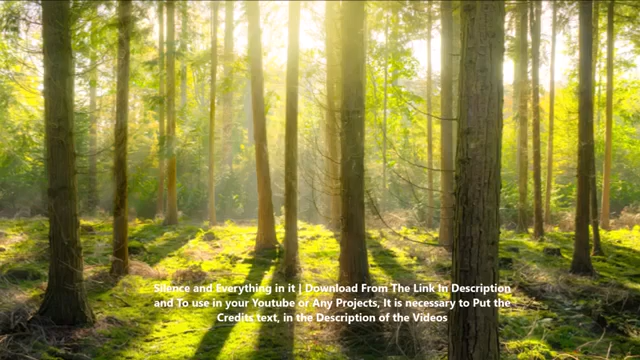 Silence and Everything in it | Download From The Link In Description
and To use in your Youtube or Any Projects, It is necessary to Put the
Credits text, in the Description of the Videos